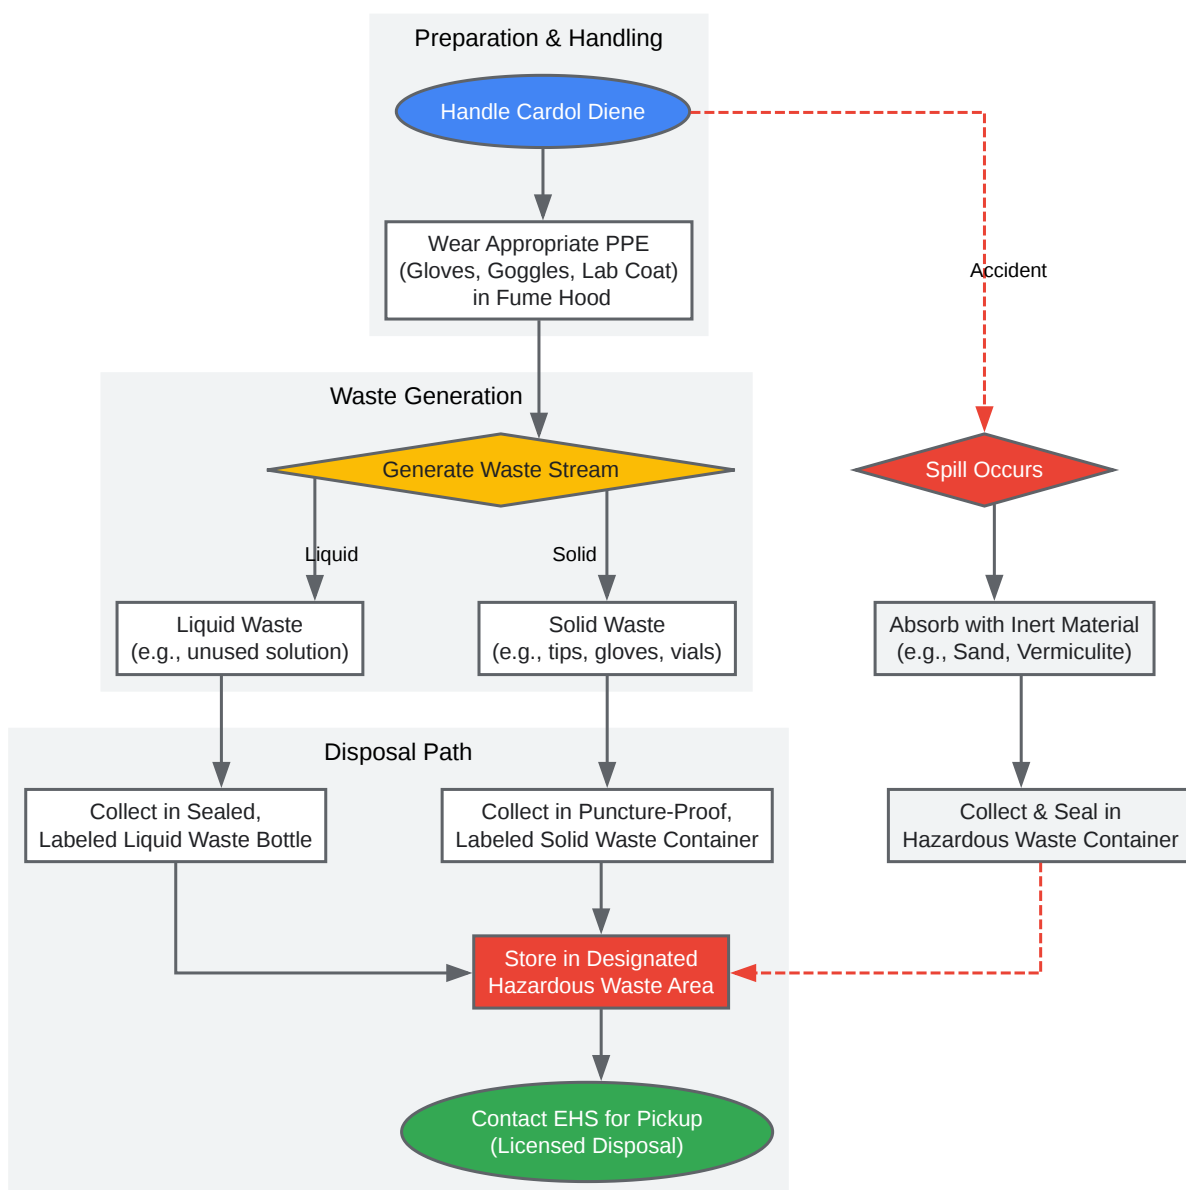 Preparation & Handling
Handle Cardol Diene
Wear Appropriate PPE
(Gloves, Goggles, Lab Coat)
in Fume Hood
Accident
Waste Generation
Generate Waste Stream
Spill Occurs
Liquid
Solid
Liquid Waste
(e.g., unused solution)
Solid Waste
(e.g., tips, gloves, vials)
Absorb with Inert Material
(e.g., Sand, Vermiculite)
Disposal Path
Collect in Sealed,
Labeled Liquid Waste Bottle
Collect in Puncture-Proof,
Labeled Solid Waste Container
Collect & Seal in
Hazardous Waste Container
Store in Designated
Hazardous Waste Area
Contact EHS for Pickup
(Licensed Disposal)